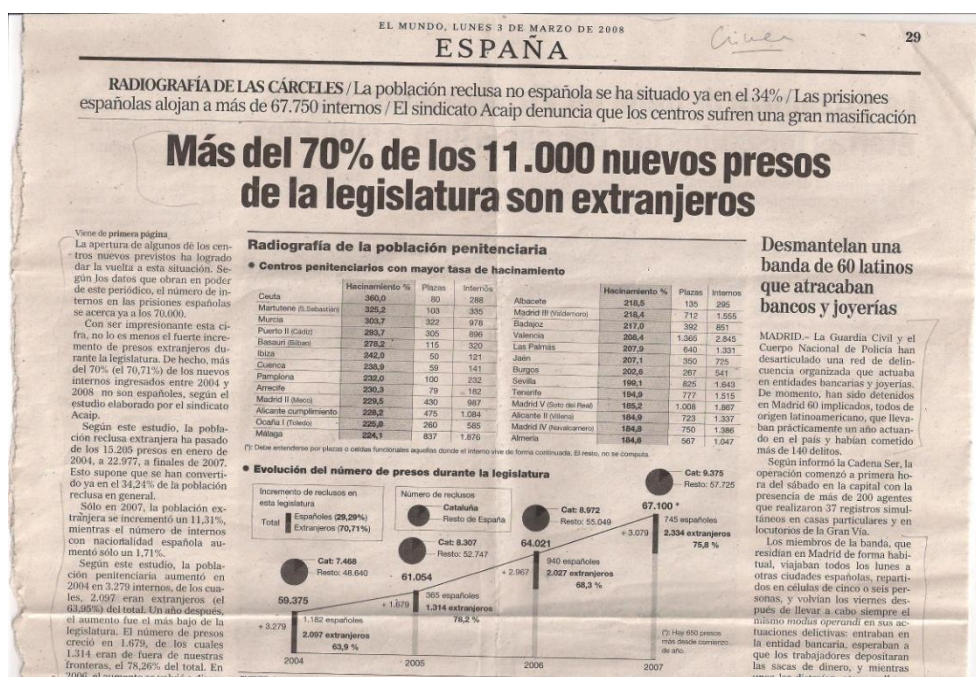 EL MUNDO, LUNES 3 DE MARZO DE 2008
ESPAÑA
29
RADIOGRAFÍA DE LAS CÁRCELES / La población reclusa no española se ha situado ya en el 34% / Las prisiones
españolas alojan a más de 67.750 internos / El sindicato Acaip denuncia que los centros sufren una gran masificación
Más del 70% de los 11.000 nuevos presos
de la legislatura son extranjeros
Viene de primera página
La apertura de algunos de los cen-
tros nuevos previstos ha logrado
dar la vuelta a esta situación. Se-
gún los datos que obran en poder
de este periódico, el número de in-
ternos en las prisiones españolas
se acerca ya a los 70.000.
Con ser impresionante esta ci-
fra, no lo es menos el fuerte incre-
mento de presos extranjeros du-
rante la legislatura. De hecho, más
del 70% (el 70,71%) de los nuevos
internos ingresados entre 2004 y
2008 no son españoles, según el
estudio elaborado por el sindicato
Acaip.
Según este estudio, la pobla-
ción reclusa extranjera ha pasado
de los 15.205 presos en enero de
2004, a 22.977, a finales de 2007.
Esto supone que se han converti-
do ya en el 34,24% de la población
reclusa en general.
Sólo en 2007, la población ex-
tranjera se incrementó un 11,31%,
mientras el número de internos
con nacionalidad española au-
mentó sólo un 1,71%.
Según este estudio, la pobla-
ción penitenciaria aumentó en
2004 en 3.279 internos, de los cua-
les, 2.097 eran extranjeros (el
63,95%) del total. Un año después,
el aumento fue el más bajo de la
legislatura. El número de presos
creció en 1.679, de los cuales
1.314 eran de fuera de nuestras
fronteras, el 78,26% del total. En
Radiografía de la población penitenciaria
• Centros penitenciarios con mayor tasa de hacinamiento
Hacinamiento % Plazas Internos
Ceuta 360,0 80 288
Martutene (S.Sebastián) 325,2 103 335
Murcia 303,7 322 978
Puerto II (Cádiz) 293,7 305 896
Basauri (Bilbao) 278,2 115 320
Ibiza 242,0 50 121
Cuenca 238,9 59 141
Pamplona 232,0 100 232
Arrecife 230,3 79 182
Madrid II (Meco) 229,5 430 987
Alicante cumplimiento 228,2 475 1.084
Ocaña I (Toledo) 225,0 260 585
Málaga 224,1 837 1.876
Hacinamiento % Plazas Internos
Albacete 218,5 135 295
Madrid III (Valdemoro) 218,4 712 1.555
Badajoz 217,0 392 851
Valencia 208,4 1.365 2.845
Las Palmas 207,9 640 1.331
Jaén 207,1 350 725
Burgos 202,6 267 541
Sevilla 199,1 825 1.643
Tenerife 194,9 777 1.515
Madrid V (Soto del Real) 185,2 1.008 1.867
Alicante II (Villena) 184,9 723 1.337
Madrid IV (Navalcarnero) 184,8 750 1.386
Almería 184,6 567 1.047
(*): Debe entenderse por plazas o celdas funcionales aquellas donde el interno vive de forma continuada. El resto, no se computa.
• Evolución del número de presos durante la legislatura
Incremento de reclusos en
esta legislatura
Total
Españoles (29,29%)
Extranjeros (70,71%)
Número de reclusos
Cataluña
Resto de España
Cat: 7.468
Resto: 48.640
59.375
+ 3.279
1.182 españoles
2.097 extranjeros
63,9 %
2004
Cat: 8.307
Resto: 52.747
61.054
+ 1.679
365 españoles
1.314 extranjeros
78,2 %
2005
Cat: 8.972
Resto: 55.049
64.021
+ 2.967
940 españoles
2.027 extranjeros
68,3 %
2006
Cat: 9.375
Resto: 57.725
67.100 *
+ 3.079
745 españoles
2.334 extranjeros
75,8 %
2007
(*): Hay 650 presos
más desde comienzo
de año.
Desmantelan una
banda de 60 latinos
que atracaban
bancos y joyerías
MADRID.– La Guardia Civil y el
Cuerpo Nacional de Policía han
desarticulado una red de delin-
cuencia organizada que actuaba
en entidades bancarias y joyerías.
De momento, han sido detenidos
en Madrid 60 implicados, todos de
origen latinoamericano, que lleva-
ban prácticamente un año actuan-
do en el país y habían cometido
más de 140 delitos.
Según informó la Cadena Ser, la
operación comenzó a primera ho-
ra del sábado en la capital con la
presencia de más de 200 agentes
que realizaron 37 registros simul-
táneos en casas particulares y en
locutorios de la Gran Vía.
Los miembros de la banda, que
residían en Madrid de forma habi-
tual, viajaban todos los lunes a
otras ciudades españolas, reparti-
dos en células de cinco o seis per-
sonas, y volvían los viernes des-
pués de llevar a cabo siempre el
mismo modus operandi en sus ac-
tuaciones delictivas: entraban en
la entidad bancaria, esperaban a
que los trabajadores depositaran
las sacas de dinero, y mientras